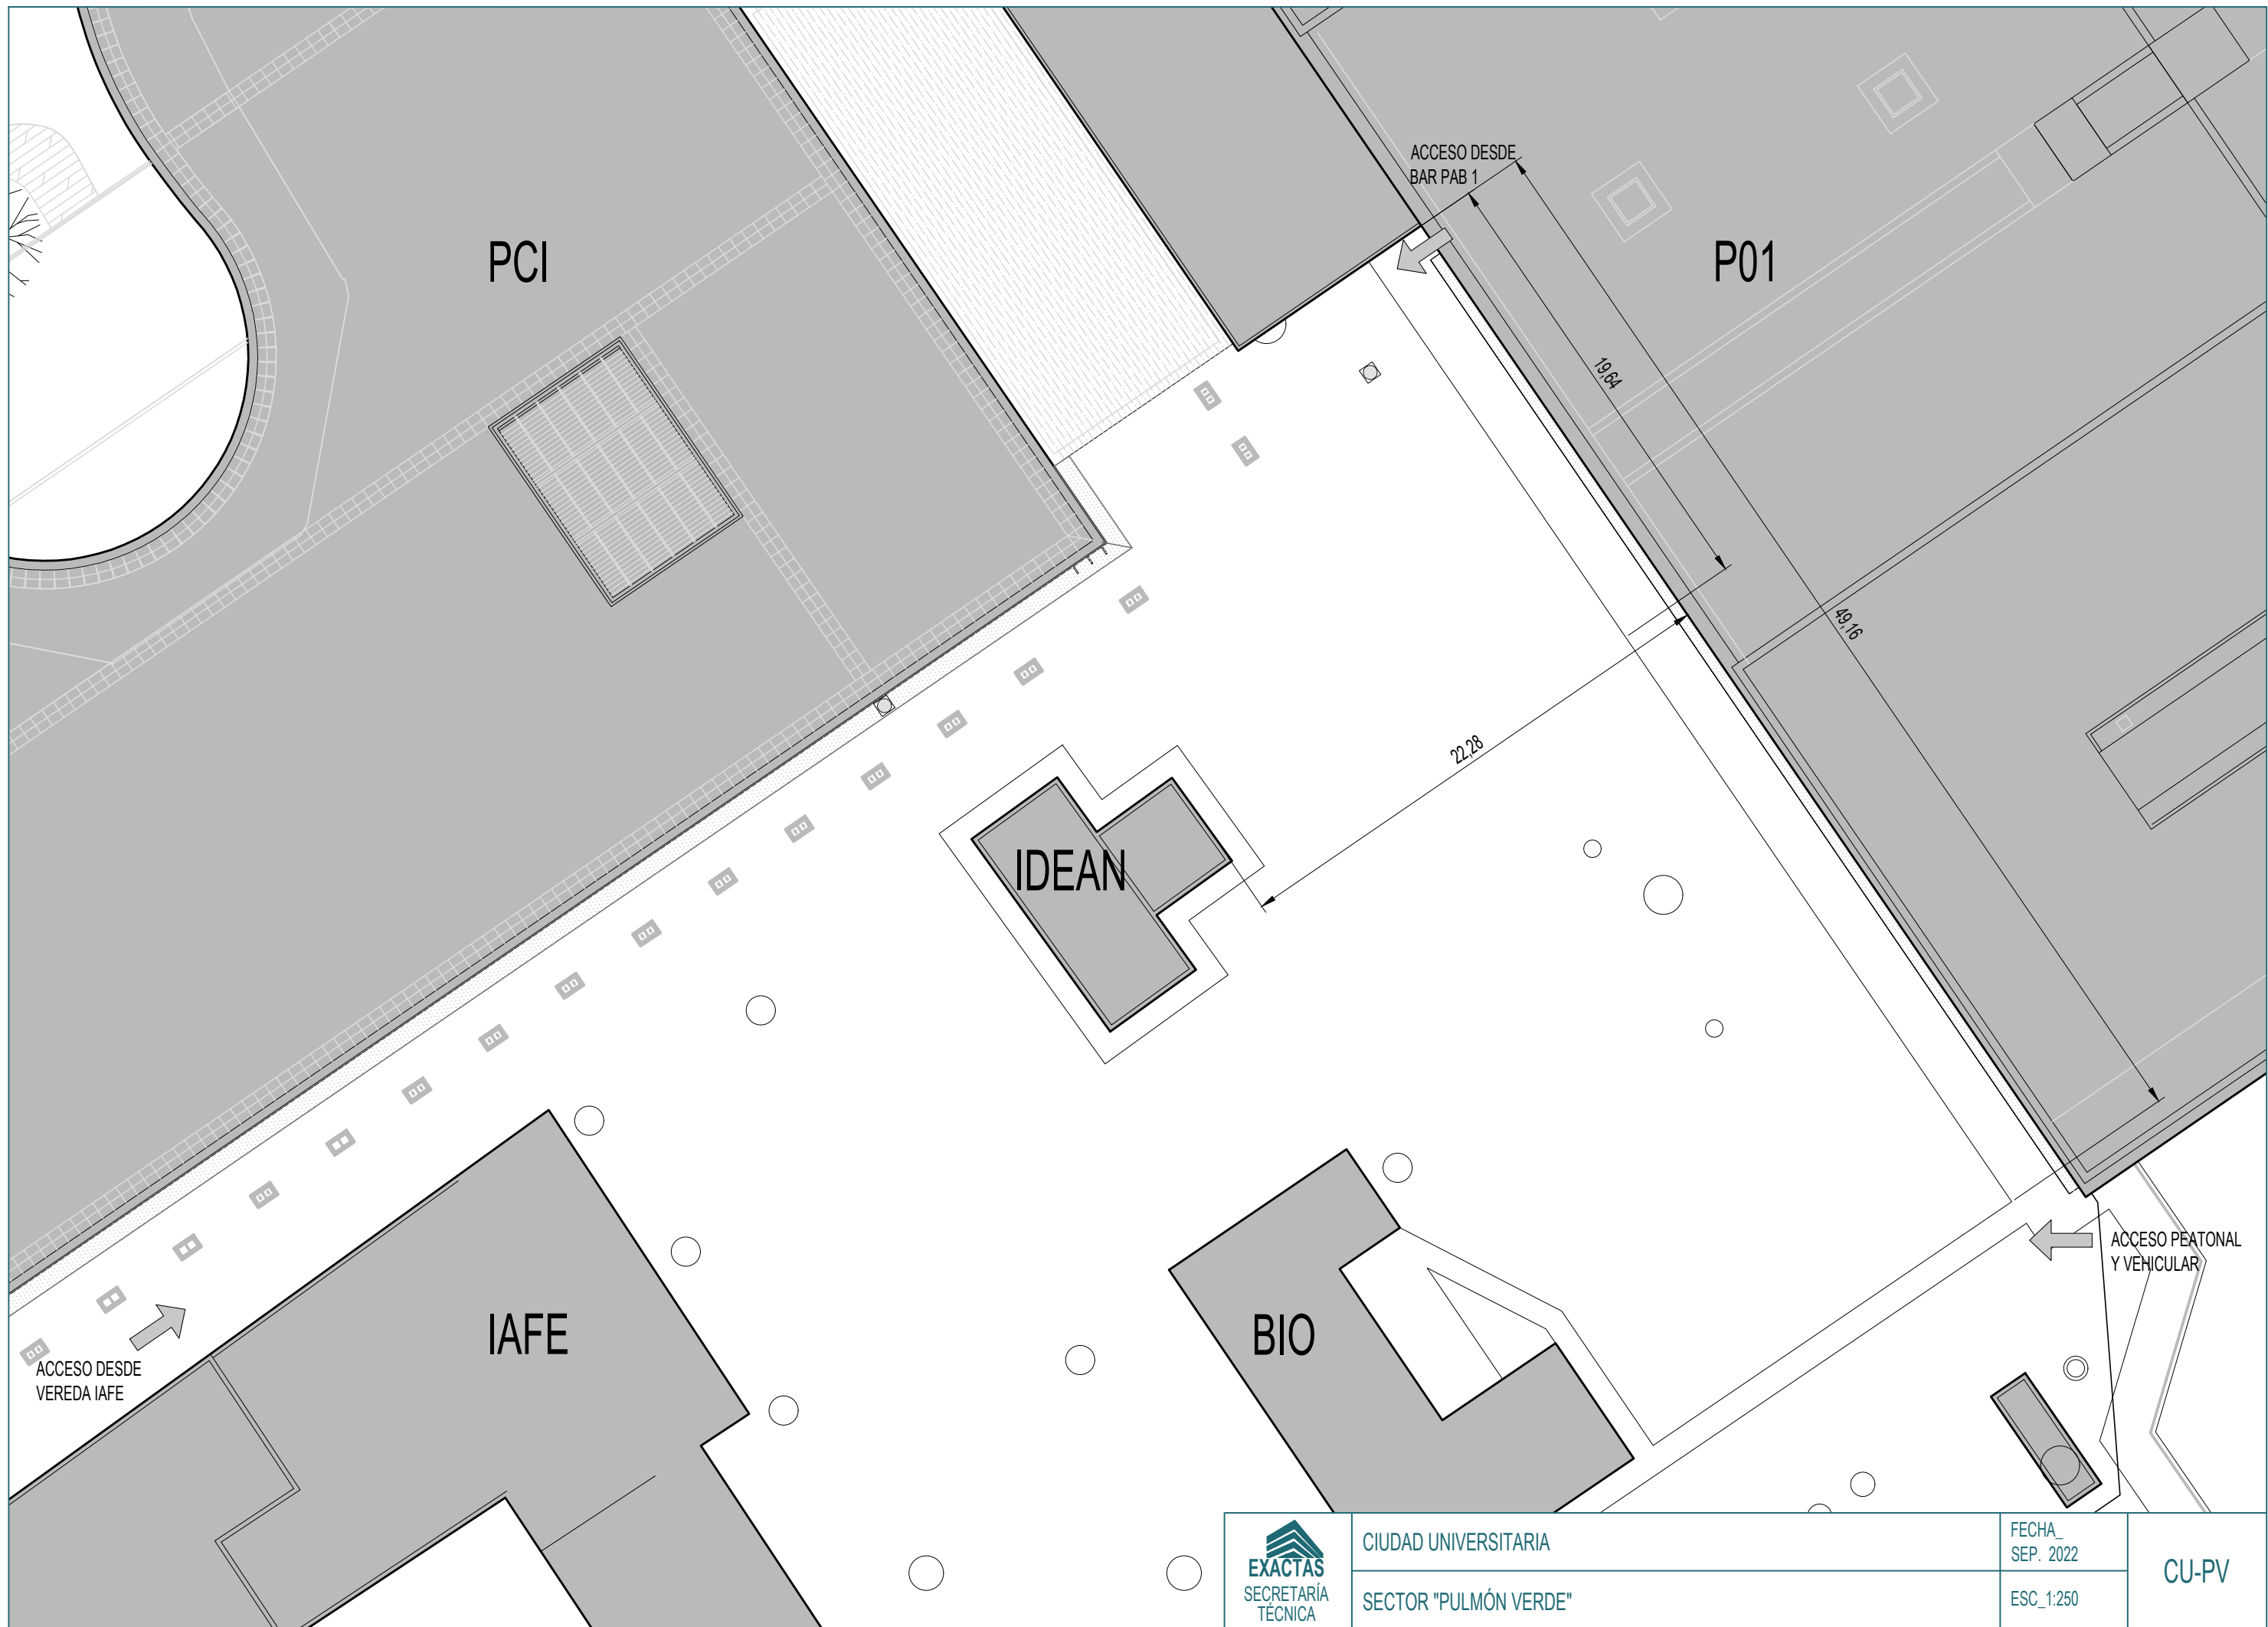 ACCESO DESDE
BAR PAB 1
PCI
P01
19,64
49,16
22,28
IDEAN
ACCESO PEATONAL
Y VEHICULAR
IAFE
BIO
ACCESO DESDE
VEREDA IAFE
EXACTAS
SECRETARÍA
TÉCNICA
CIUDAD UNIVERSITARIA
SECTOR "PULMÓN VERDE"
FECHA_
SEP. 2022
ESC_1:250
CU-PV